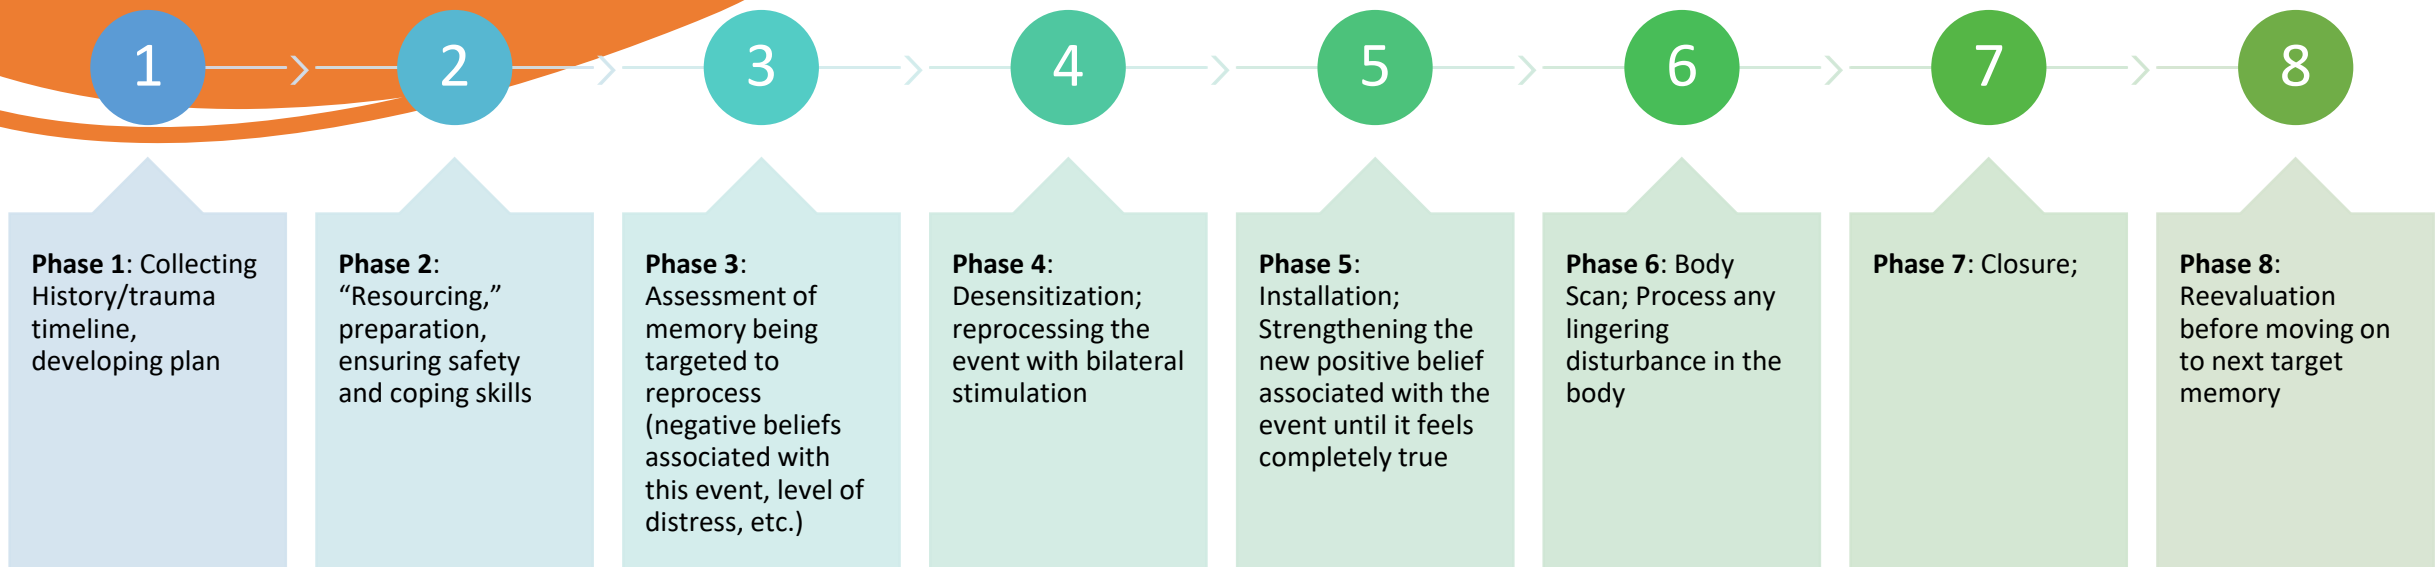 1
2
3
4
5
6
7
8
Phase 1: Collecting
History/trauma
timeline,
developing plan
Phase 2:
“Resourcing,”
preparation,
ensuring safety
and coping skills
Phase 3:
Assessment of
memory being
targeted to
reprocess
(negative beliefs
associated with
this event, level of
distress, etc.)
Phase 4:
Desensitization;
reprocessing the
event with bilateral
stimulation
Phase 5:
Installation;
Strengthening the
new positive belief
associated with the
event until it feels
completely true
Phase 6: Body
Scan; Process any
lingering
disturbance in the
body
Phase 7: Closure;
Phase 8:
Reevaluation
before moving on
to next target
memory